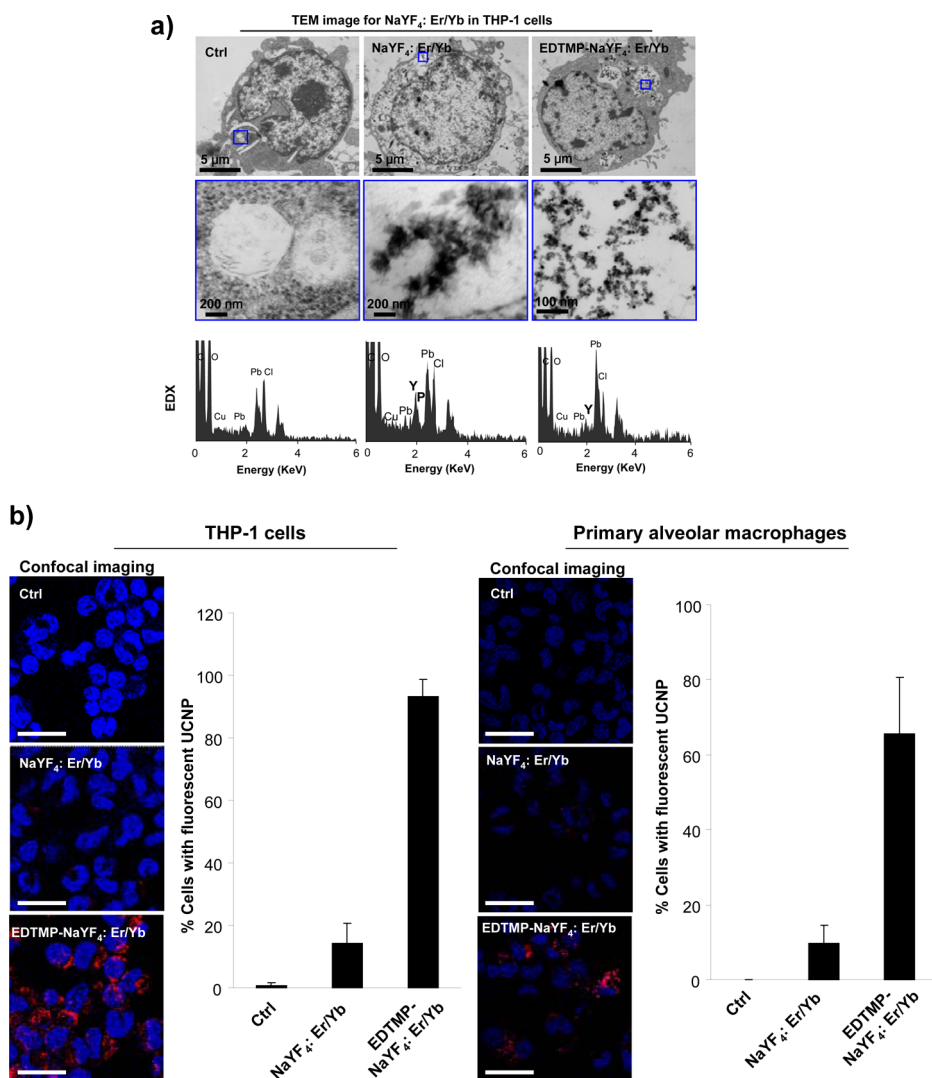 a)
TEM image for NaYF4: Er/Yb in THP-1 cells
Ctrl
NaYF4: Er/Yb
EDTMP-NaYF4: Er/Yb
5 µm
5 µm
5 µm
200 nm
200 nm
100 nm
EDX
C O Cu Pb Pb Cl
0 2 4 6
Energy (KeV)
C O Cu Pb Y P Pb Cl
0 2 4 6
Energy (KeV)
C O Cu Pb Y Pb Cl
0 2 4 6
Energy (KeV)
b)
THP-1 cells
Confocal imaging
Ctrl
NaYF4: Er/Yb
EDTMP-NaYF4: Er/Yb
% Cells with fluorescent UCNP
120
100
80
60
40
20
0
Ctrl
NaYF4: Er/Yb
EDTMP-
NaYF4: Er/Yb
Primary alveolar macrophages
Confocal imaging
Ctrl
NaYF4: Er/Yb
EDTMP-NaYF4: Er/Yb
% Cells with fluorescent UCNP
100
80
60
40
20
0
Ctrl
NaYF4: Er/Yb
EDTMP-
NaYF4: Er/Yb